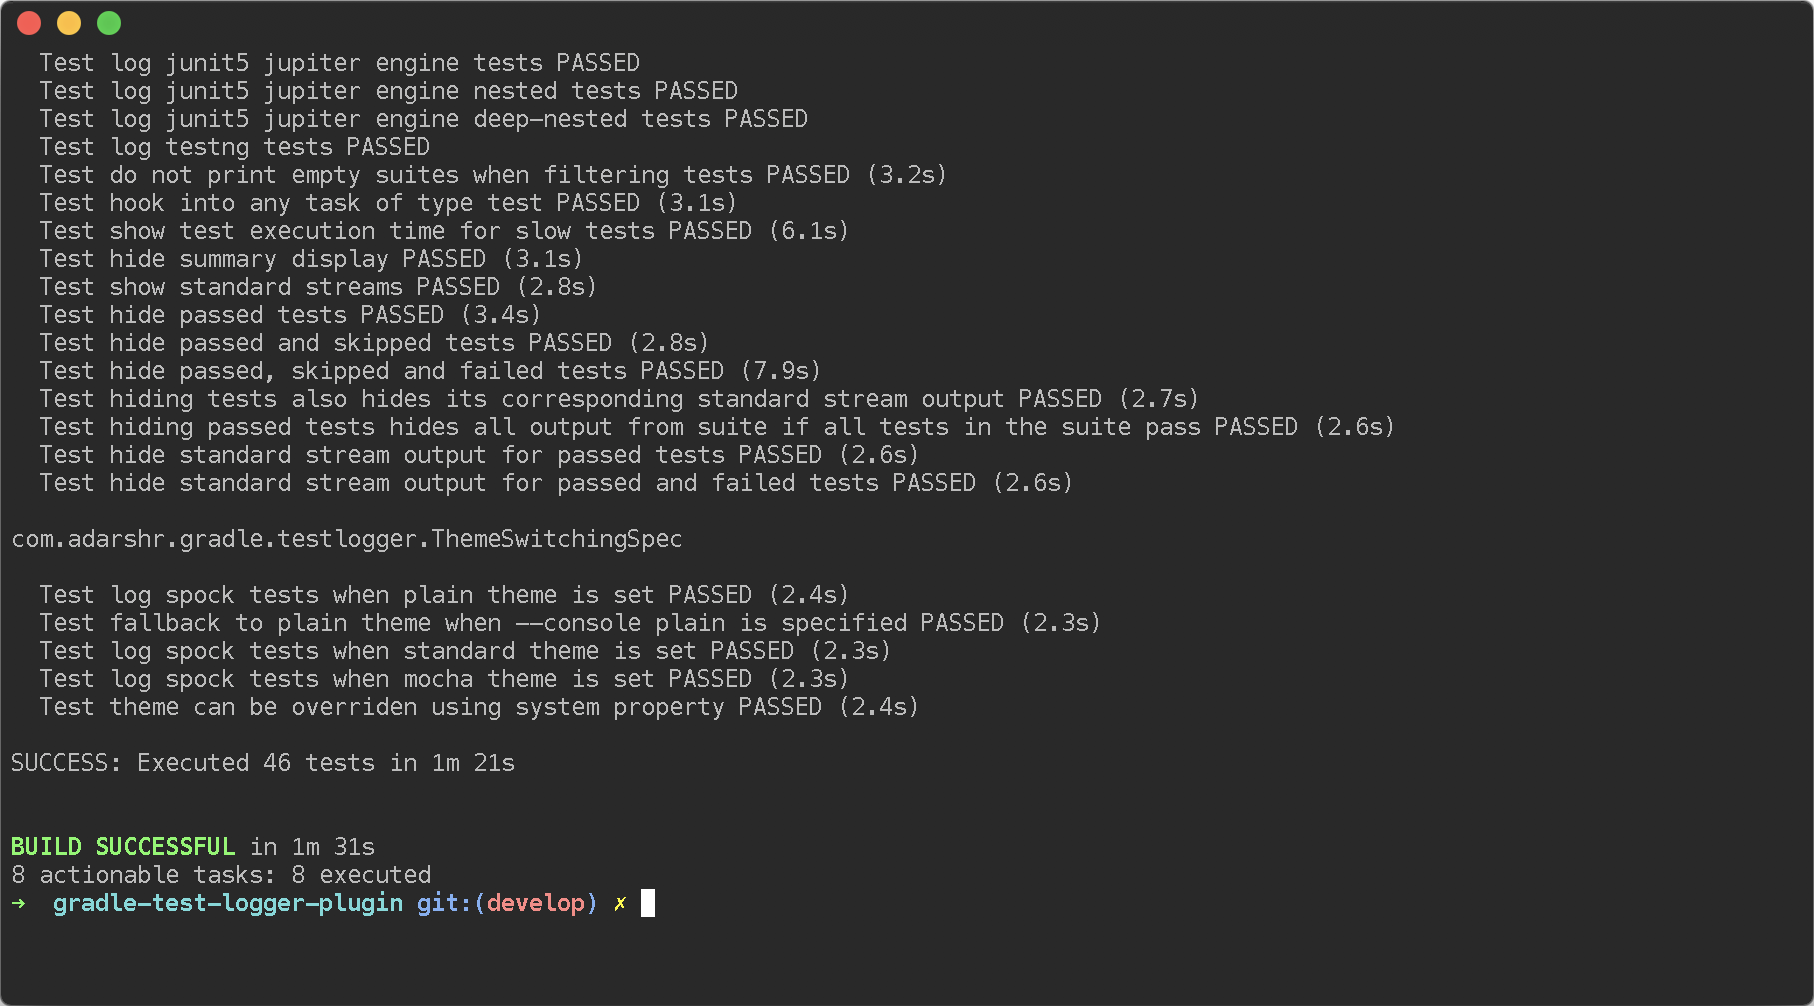 Test log junit5 jupiter engine tests PASSED
Test log junit5 jupiter engine nested tests PASSED
Test log junit5 jupiter engine deep-nested tests PASSED
Test log testng tests PASSED
Test do not print empty suites when filtering tests PASSED (3.2s)
Test hook into any task of type test PASSED (3.1s)
Test show test execution time for slow tests PASSED (6.1s)
Test hide summary display PASSED (3.1s)
Test show standard streams PASSED (2.8s)
Test hide passed tests PASSED (3.4s)
Test hide passed and skipped tests PASSED (2.8s)
Test hide passed, skipped and failed tests PASSED (7.9s)
Test hiding tests also hides its corresponding standard stream output PASSED (2.7s)
Test hiding passed tests hides all output from suite if all tests in the suite pass PASSED (2.6s)
Test hide standard stream output for passed tests PASSED (2.6s)
Test hide standard stream output for passed and failed tests PASSED (2.6s)
com.adarshr.gradle.testlogger.ThemeSwitchingSpec
Test log spock tests when plain theme is set PASSED (2.4s)
Test fallback to plain theme when --console plain is specified PASSED (2.3s)
Test log spock tests when standard theme is set PASSED (2.3s)
Test log spock tests when mocha theme is set PASSED (2.3s)
Test theme can be overriden using system property PASSED (2.4s)
SUCCESS: Executed 46 tests in 1m 21s
BUILD SUCCESSFUL in 1m 31s
8 actionable tasks: 8 executed
➜  gradle-test-logger-plugin git:(develop) ✗